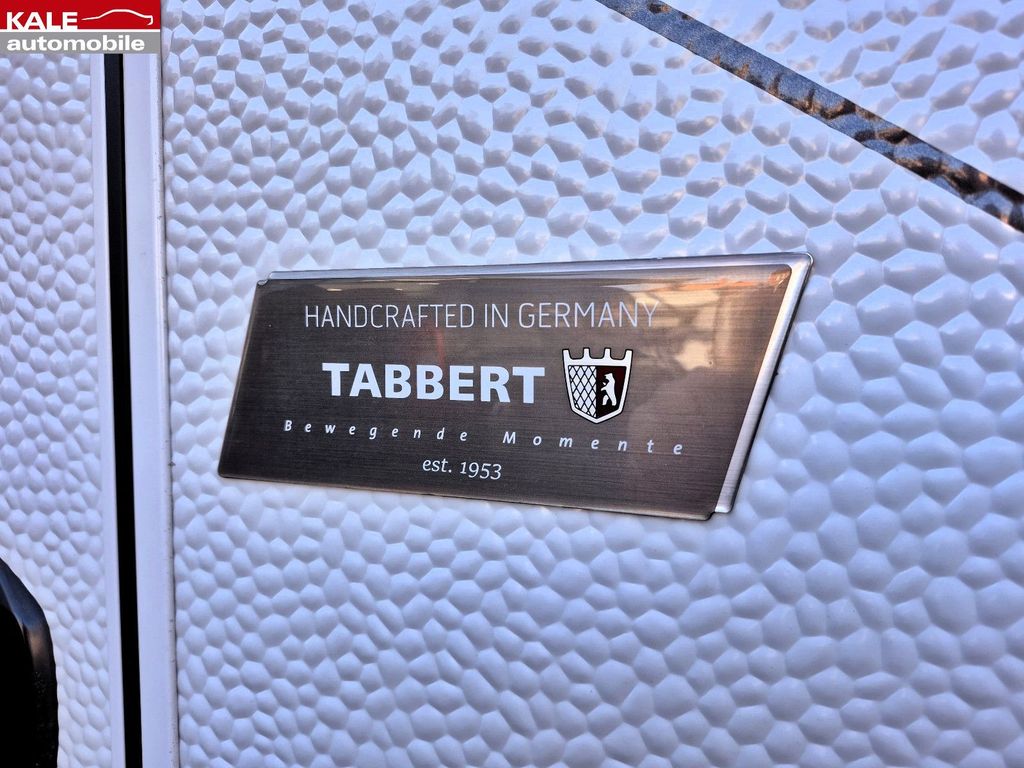 KALE
automobile
HANDCRAFTED IN GERMANY
TABBERT
Bewegende Momente
est. 1953